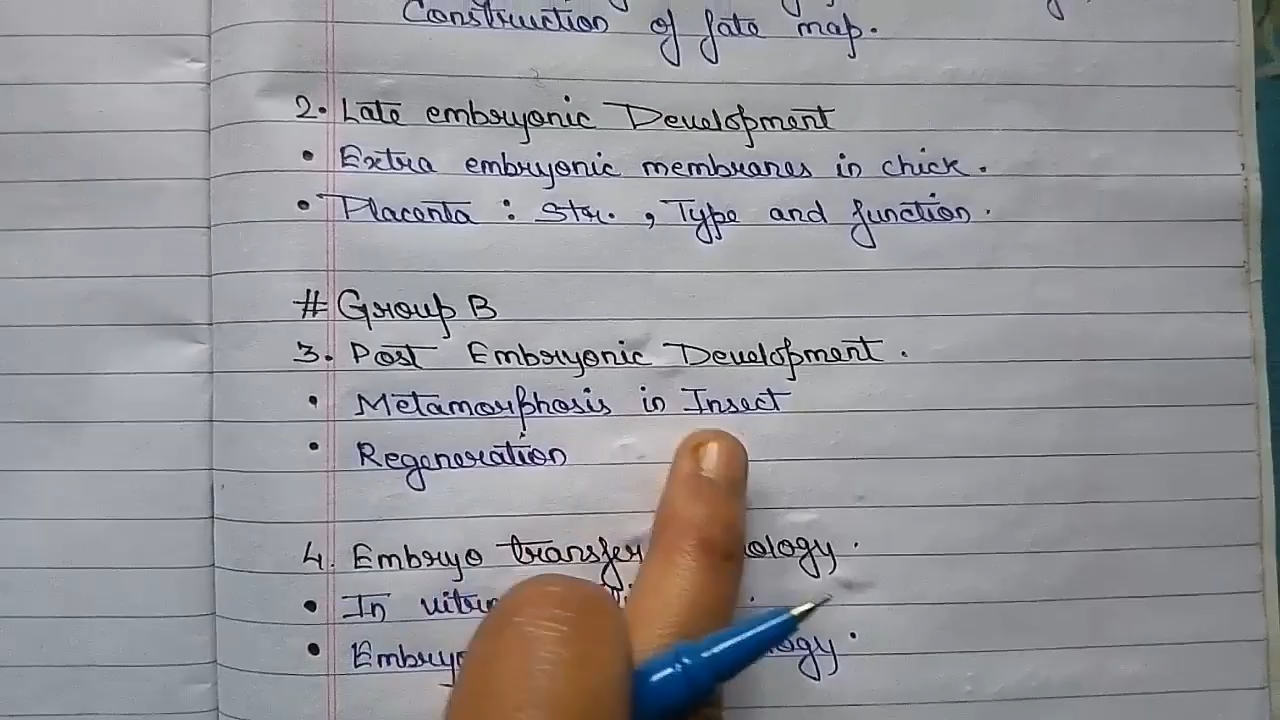 Construction of fate map.
2. Late embryonic Development
• Extra embryonic membranes in chick.
• Placenta : Str. , Type and function.
# Group B
3. Post Embryonic Development.
• Metamorphosis in Insect
• Regeneration
4. Embryo transfer
• In